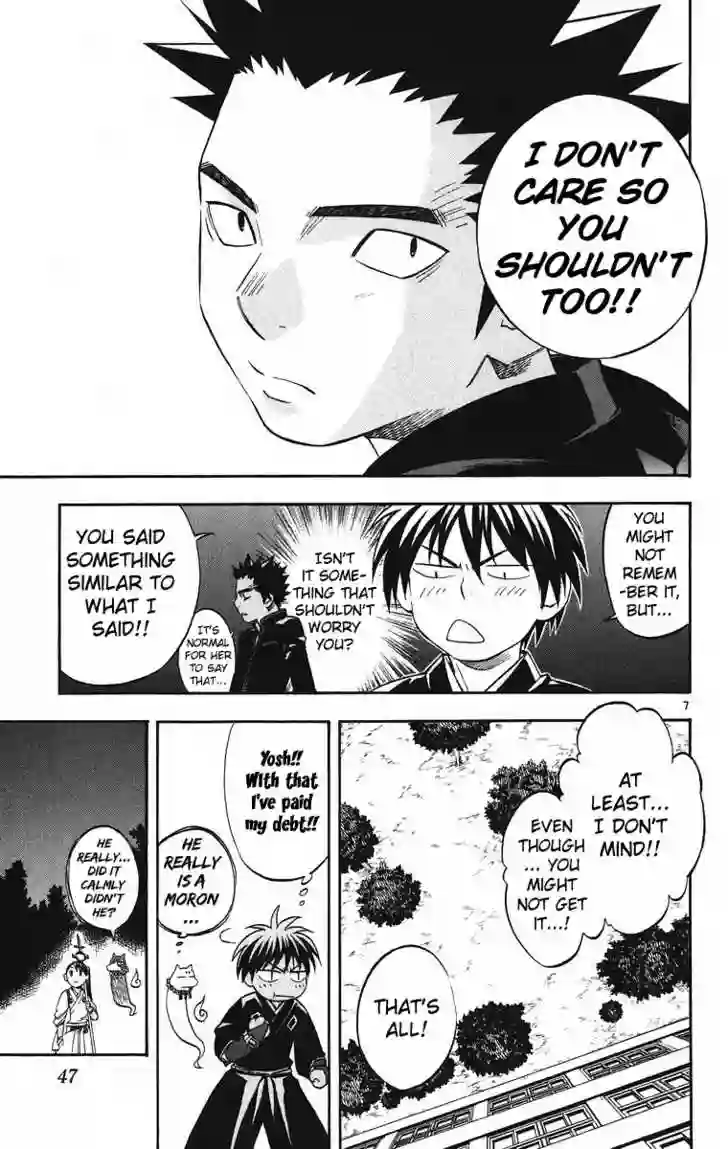 I DON'T
CARE SO
YOU
SHOULDN'T
TOO!!
YOU
MIGHT
NOT
REMEM
-BER IT,
BUT...
ISN'T
IT SOME-
THING THAT
SHOULDN'T
WORRY
YOU?
YOU SAID
SOMETHING
SIMILAR TO
WHAT I
SAID!!
IT'S
NORMAL
FOR HER
TO SAY
THAT...
7
AT
LEAST...
I DON'T
MIND!!
EVEN
THOUGH
... YOU
MIGHT
NOT GET
IT...!
THAT'S
ALL!
Yosh!!
With that
I've paid
my debt!!
HE
REALLY
IS A
MORON
...
HE
REALLY...
DID IT
CALMLY
DIDN'T
HE?
47